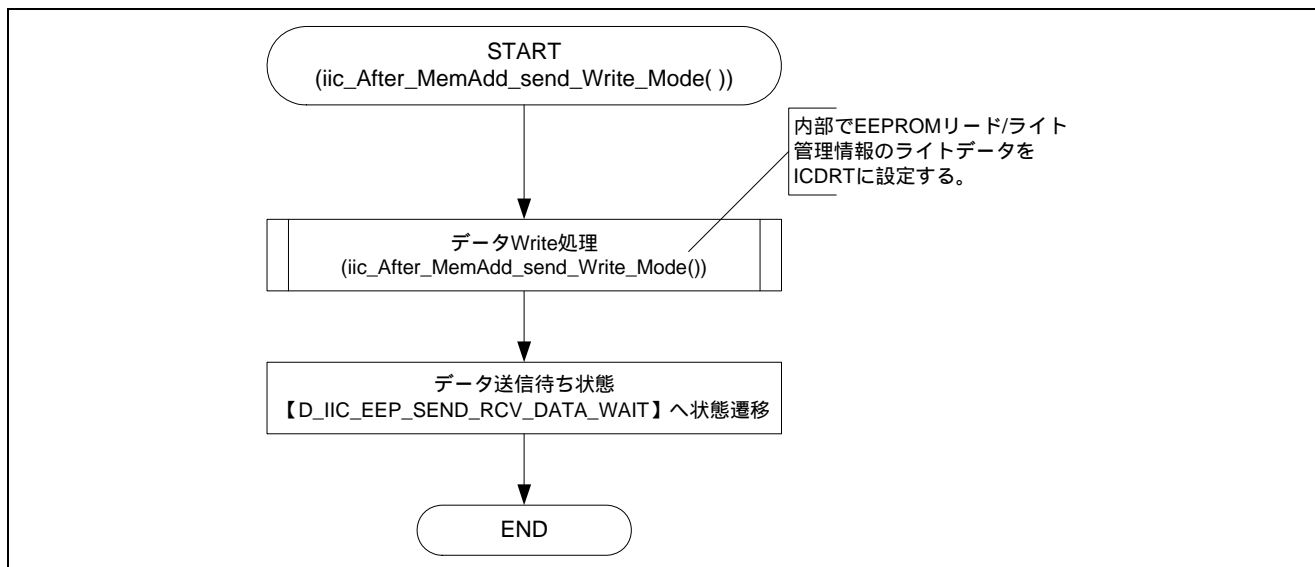 START
(iic_After_MemAdd_send_Write_Mode( ))
内部でEEPROMリード/ライト
管理情報のライトデータを
ICDRTに設定する。
データWrite処理
(iic_After_MemAdd_send_Write_Mode())
データ送信待ち状態
【D_IIC_EEP_SEND_RCV_DATA_WAIT】へ状態遷移
END